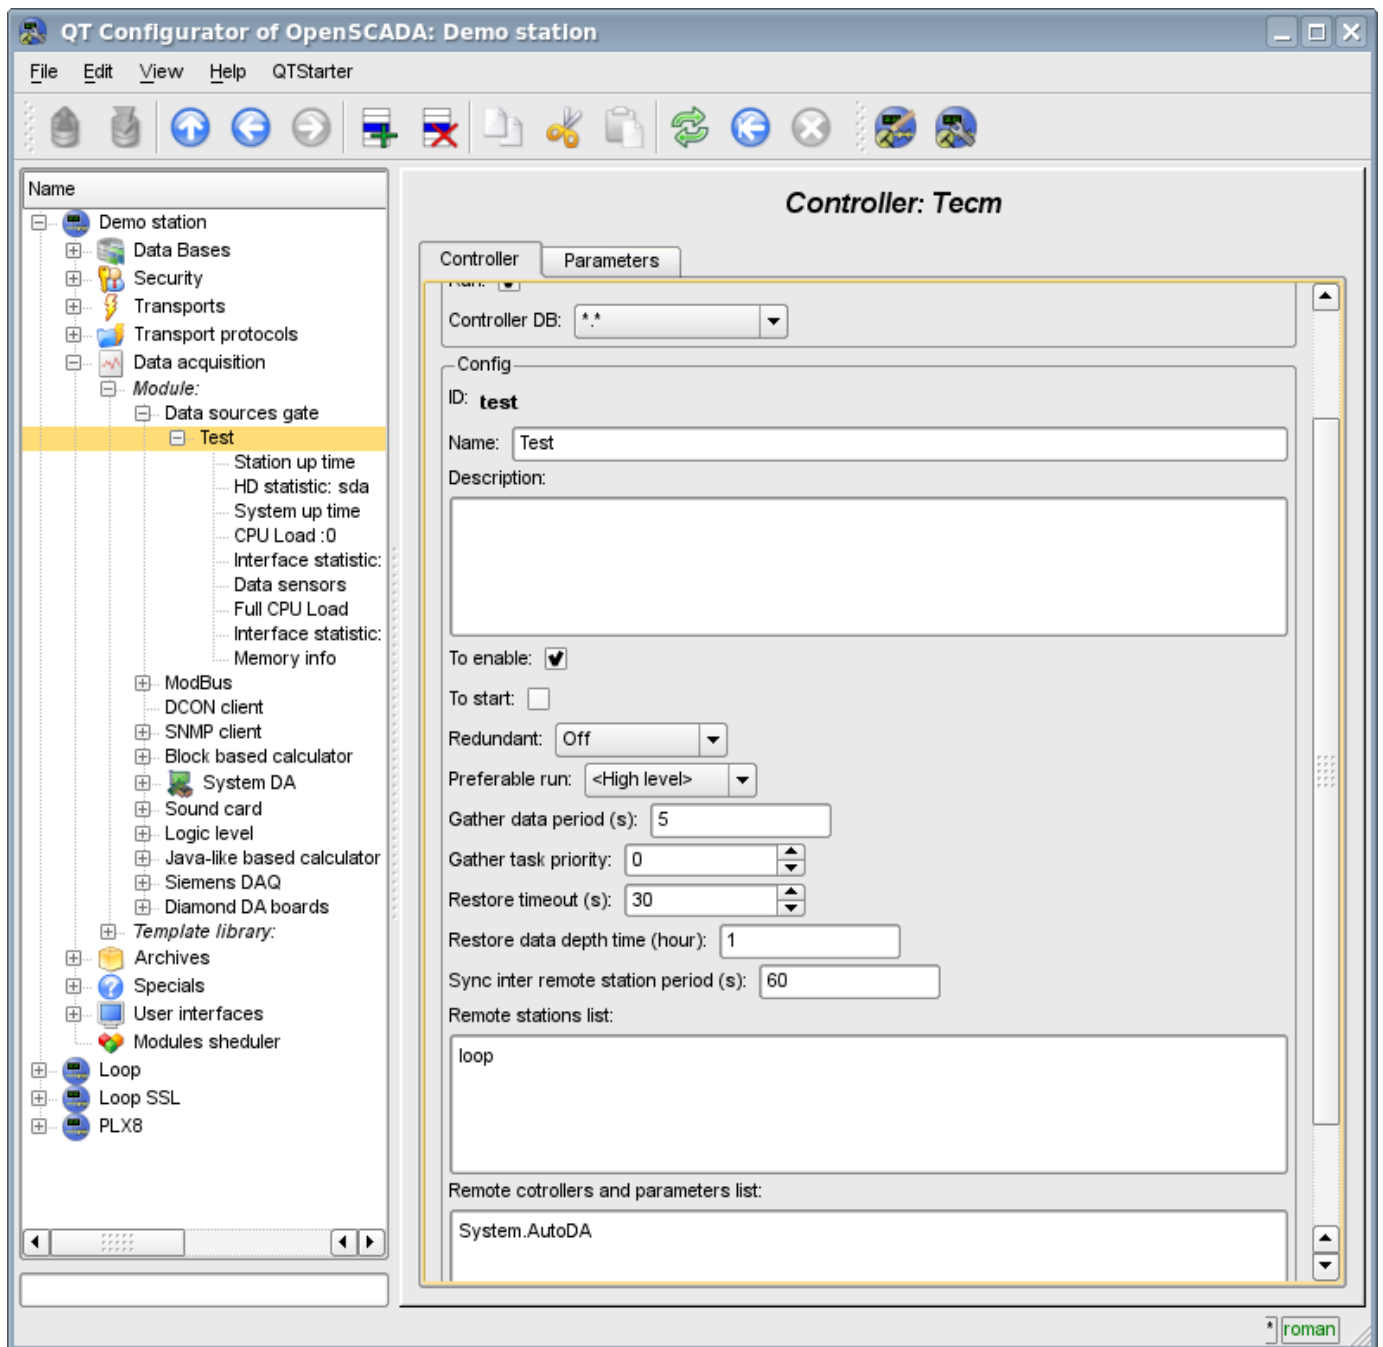 QT Configurator of OpenSCADA: Demo station
File Edit View Help QTStarter
Name
Demo station
Data Bases
Security
Transports
Transport protocols
Data acquisition
Module:
Data sources gate
Test
Station up time
HD statistic: sda
System up time
CPU Load :0
Interface statistic:
Data sensors
Full CPU Load
Interface statistic:
Memory info
ModBus
DCON client
SNMP client
Block based calculator
System DA
Sound card
Logic level
Java-like based calculator
Siemens DAQ
Diamond DA boards
Template library:
Archives
Specials
User interfaces
Modules sheduler
Loop
Loop SSL
PLX8
Controller: Тест
Controller Parameters
Run:
Controller DB: *.*
Config
ID: test
Name: Test
Description:
To enable:
To start:
Redundant: Off
Preferable run: <High level>
Gather data period (s): 5
Gather task priority: 0
Restore timeout (s): 30
Restore data depth time (hour): 1
Sync inter remote station period (s): 60
Remote stations list:
loop
Remote cotrollers and parameters list:
System.AutoDA
* roman